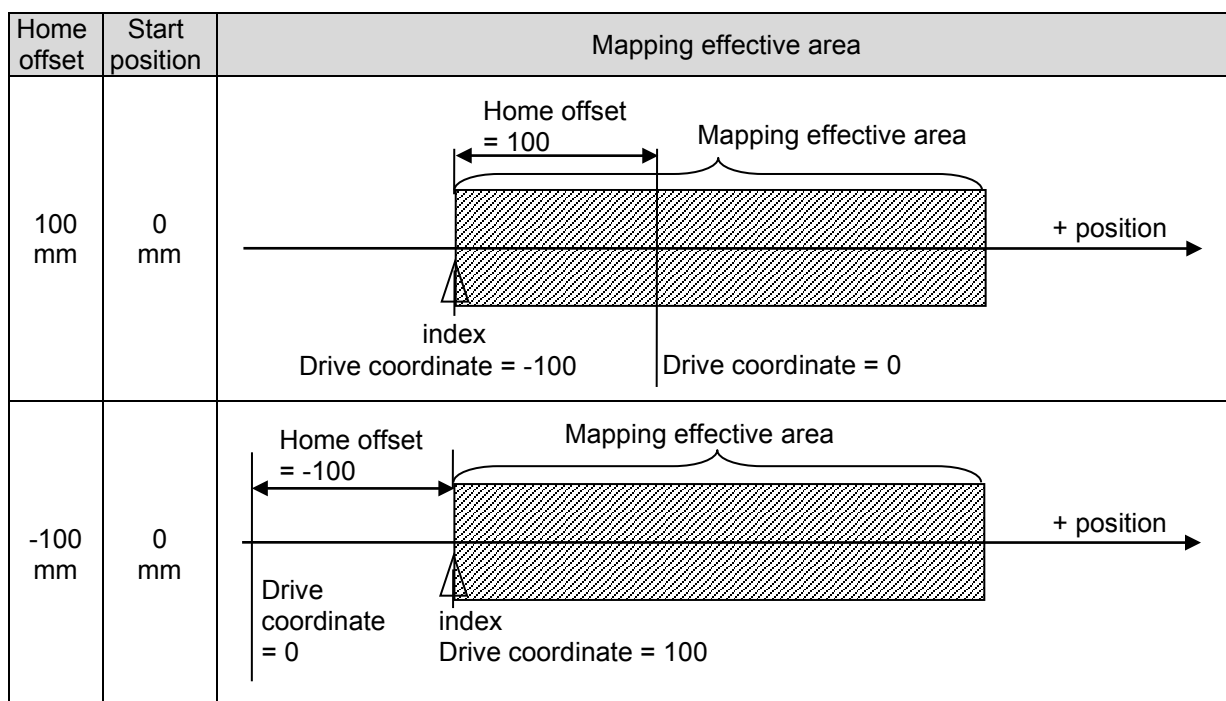 Home
offset
Start
position
Mapping effective area
100
mm
0
mm
Home offset
= 100
Mapping effective area
+ position
index
Drive coordinate = -100
Drive coordinate = 0
-100
mm
0
mm
Home offset
= -100
Mapping effective area
+ position
Drive
coordinate
= 0
index
Drive coordinate = 100